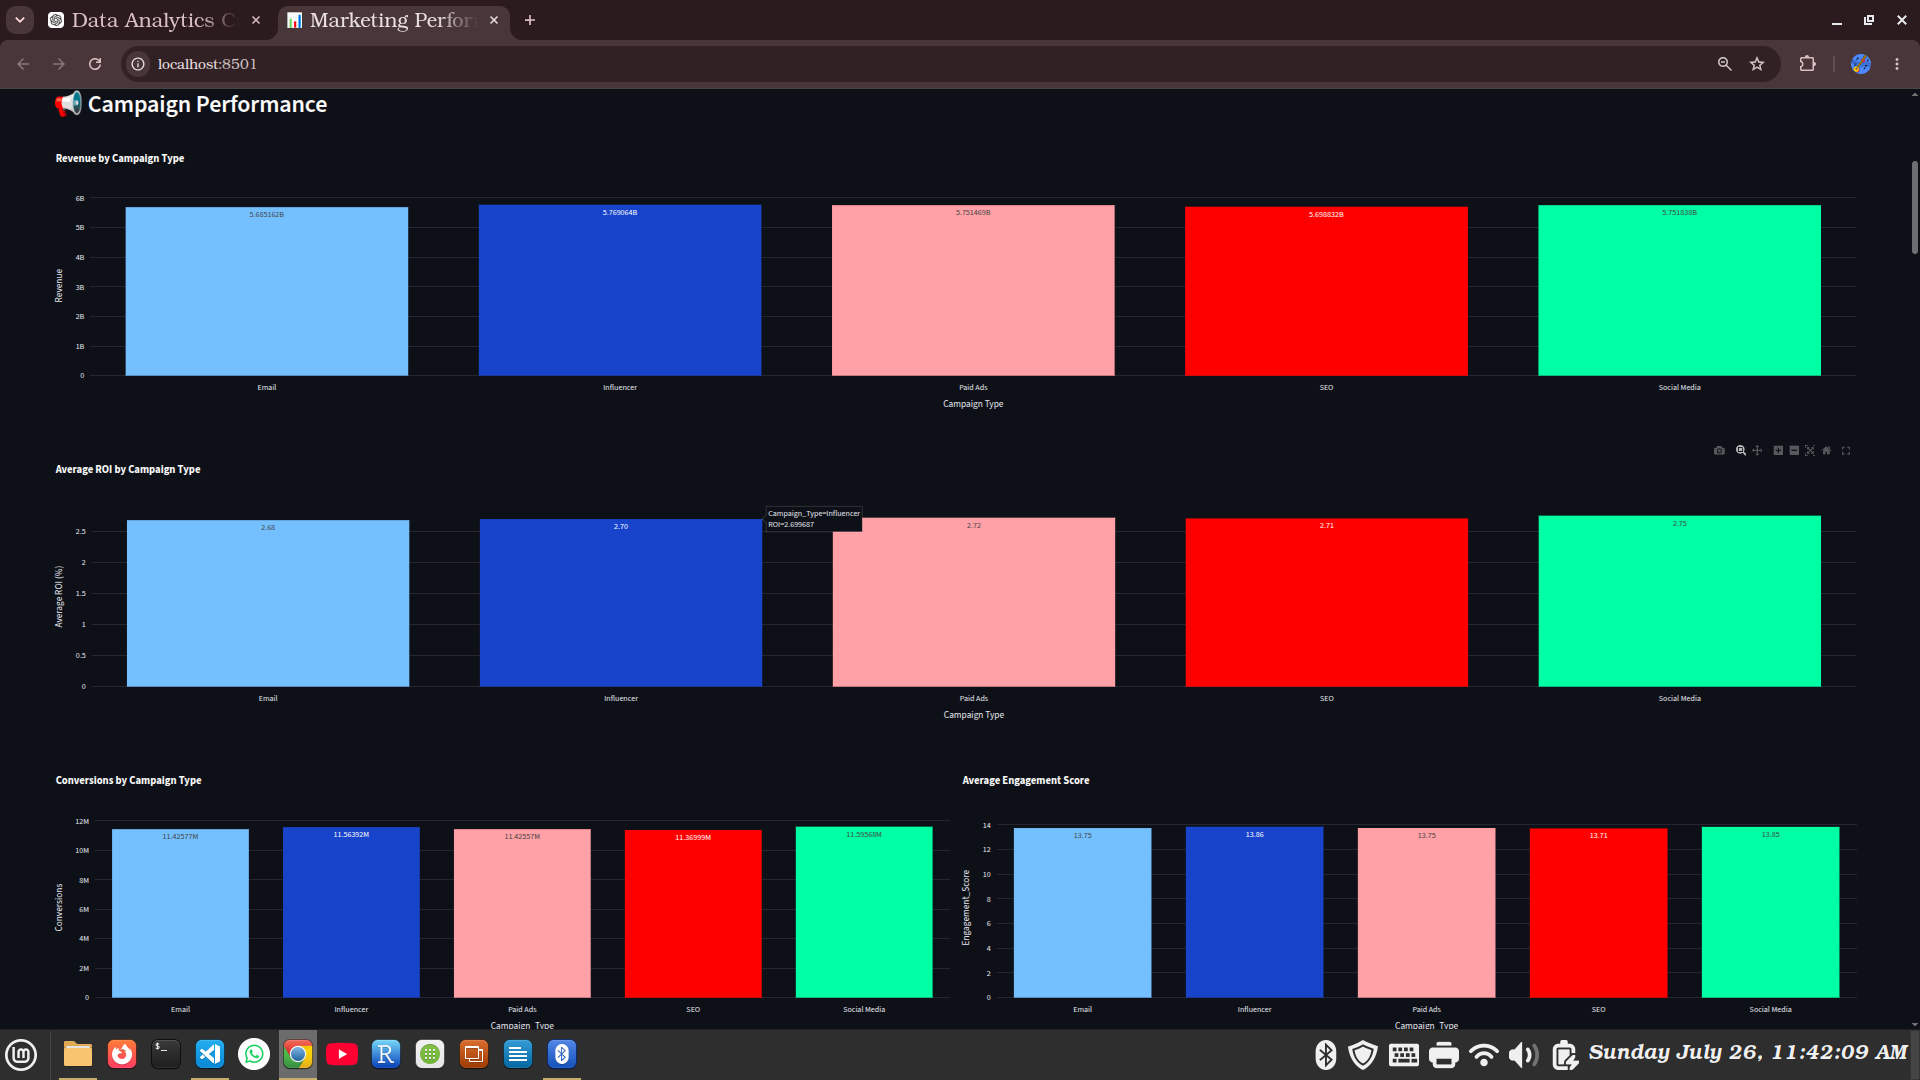 Data Analytics C
Marketing Perfor
localhost:8501
Campaign Performance
Revenue by Campaign Type
6B
5B
4B
3B
2B
1B
0
Revenue
5.685162B
5.769064B
5.751469B
5.698832B
5.751838B
Email
Influencer
Paid Ads
SEO
Social Media
Campaign Type
Average ROI by Campaign Type
Campaign_Type=Influencer
ROI=2.699687
2.5
2
1.5
1
0.5
0
Average ROI (%)
2.68
2.70
2.72
2.71
2.75
Email
Influencer
Paid Ads
SEO
Social Media
Campaign Type
Conversions by Campaign Type
12M
10M
8M
6M
4M
2M
0
Conversions
11.42577M
11.56392M
11.42557M
11.36999M
11.59568M
Email
Influencer
Paid Ads
SEO
Social Media
Campaign_Type
Average Engagement Score
14
12
10
8
6
4
2
0
Engagement_Score
13.75
13.86
13.75
13.71
13.85
Email
Influencer
Paid Ads
SEO
Social Media
Campaign_Type
Sunday July 26, 11:42:09 AM